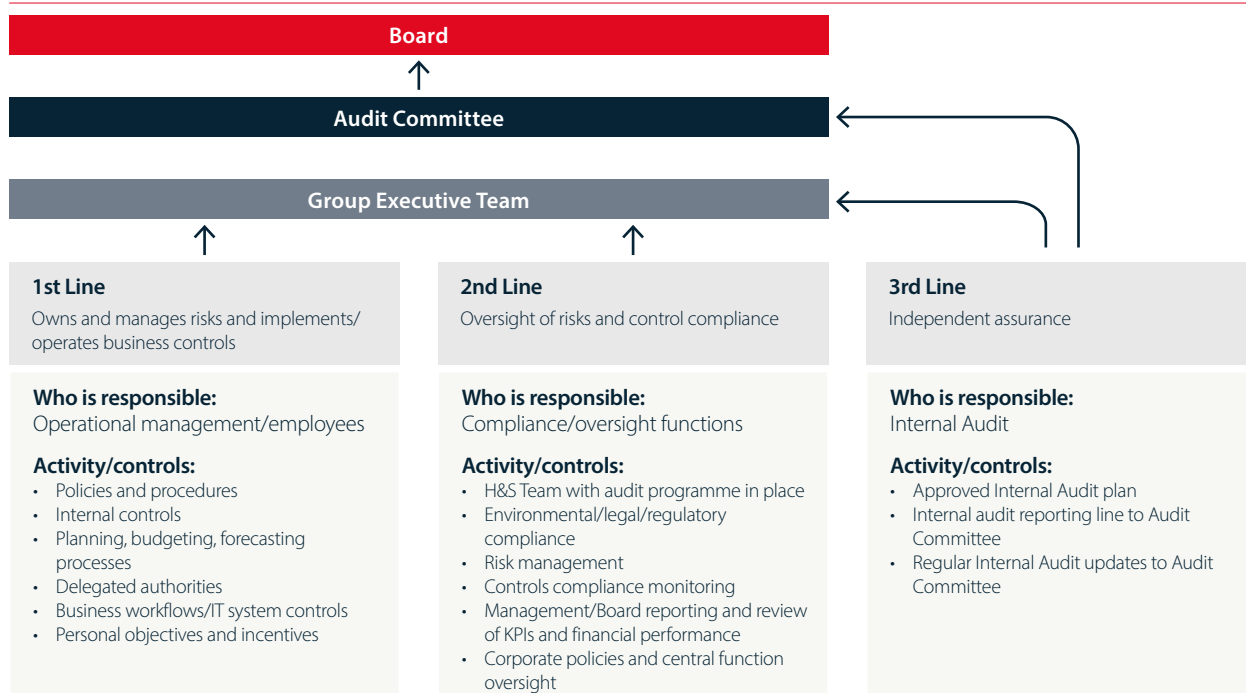 Board
Audit Committee
Group Executive Team
1st Line
Owns and manages risks and implements/
operates business controls
Who is responsible:
Operational management/employees
Activity/controls:
• Policies and procedures
• Internal controls
• Planning, budgeting, forecasting
processes
• Delegated authorities
• Business workflows/IT system controls
• Personal objectives and incentives
2nd Line
Oversight of risks and control compliance
Who is responsible:
Compliance/oversight functions
Activity/controls:
• H&S Team with audit programme in place
• Environmental/legal/regulatory
compliance
• Risk management
• Controls compliance monitoring
• Management/Board reporting and review
of KPIs and financial performance
• Corporate policies and central function
oversight
3rd Line
Independent assurance
Who is responsible:
Internal Audit
Activity/controls:
• Approved Internal Audit plan
• Internal audit reporting line to Audit
Committee
• Regular Internal Audit updates to Audit
Committee